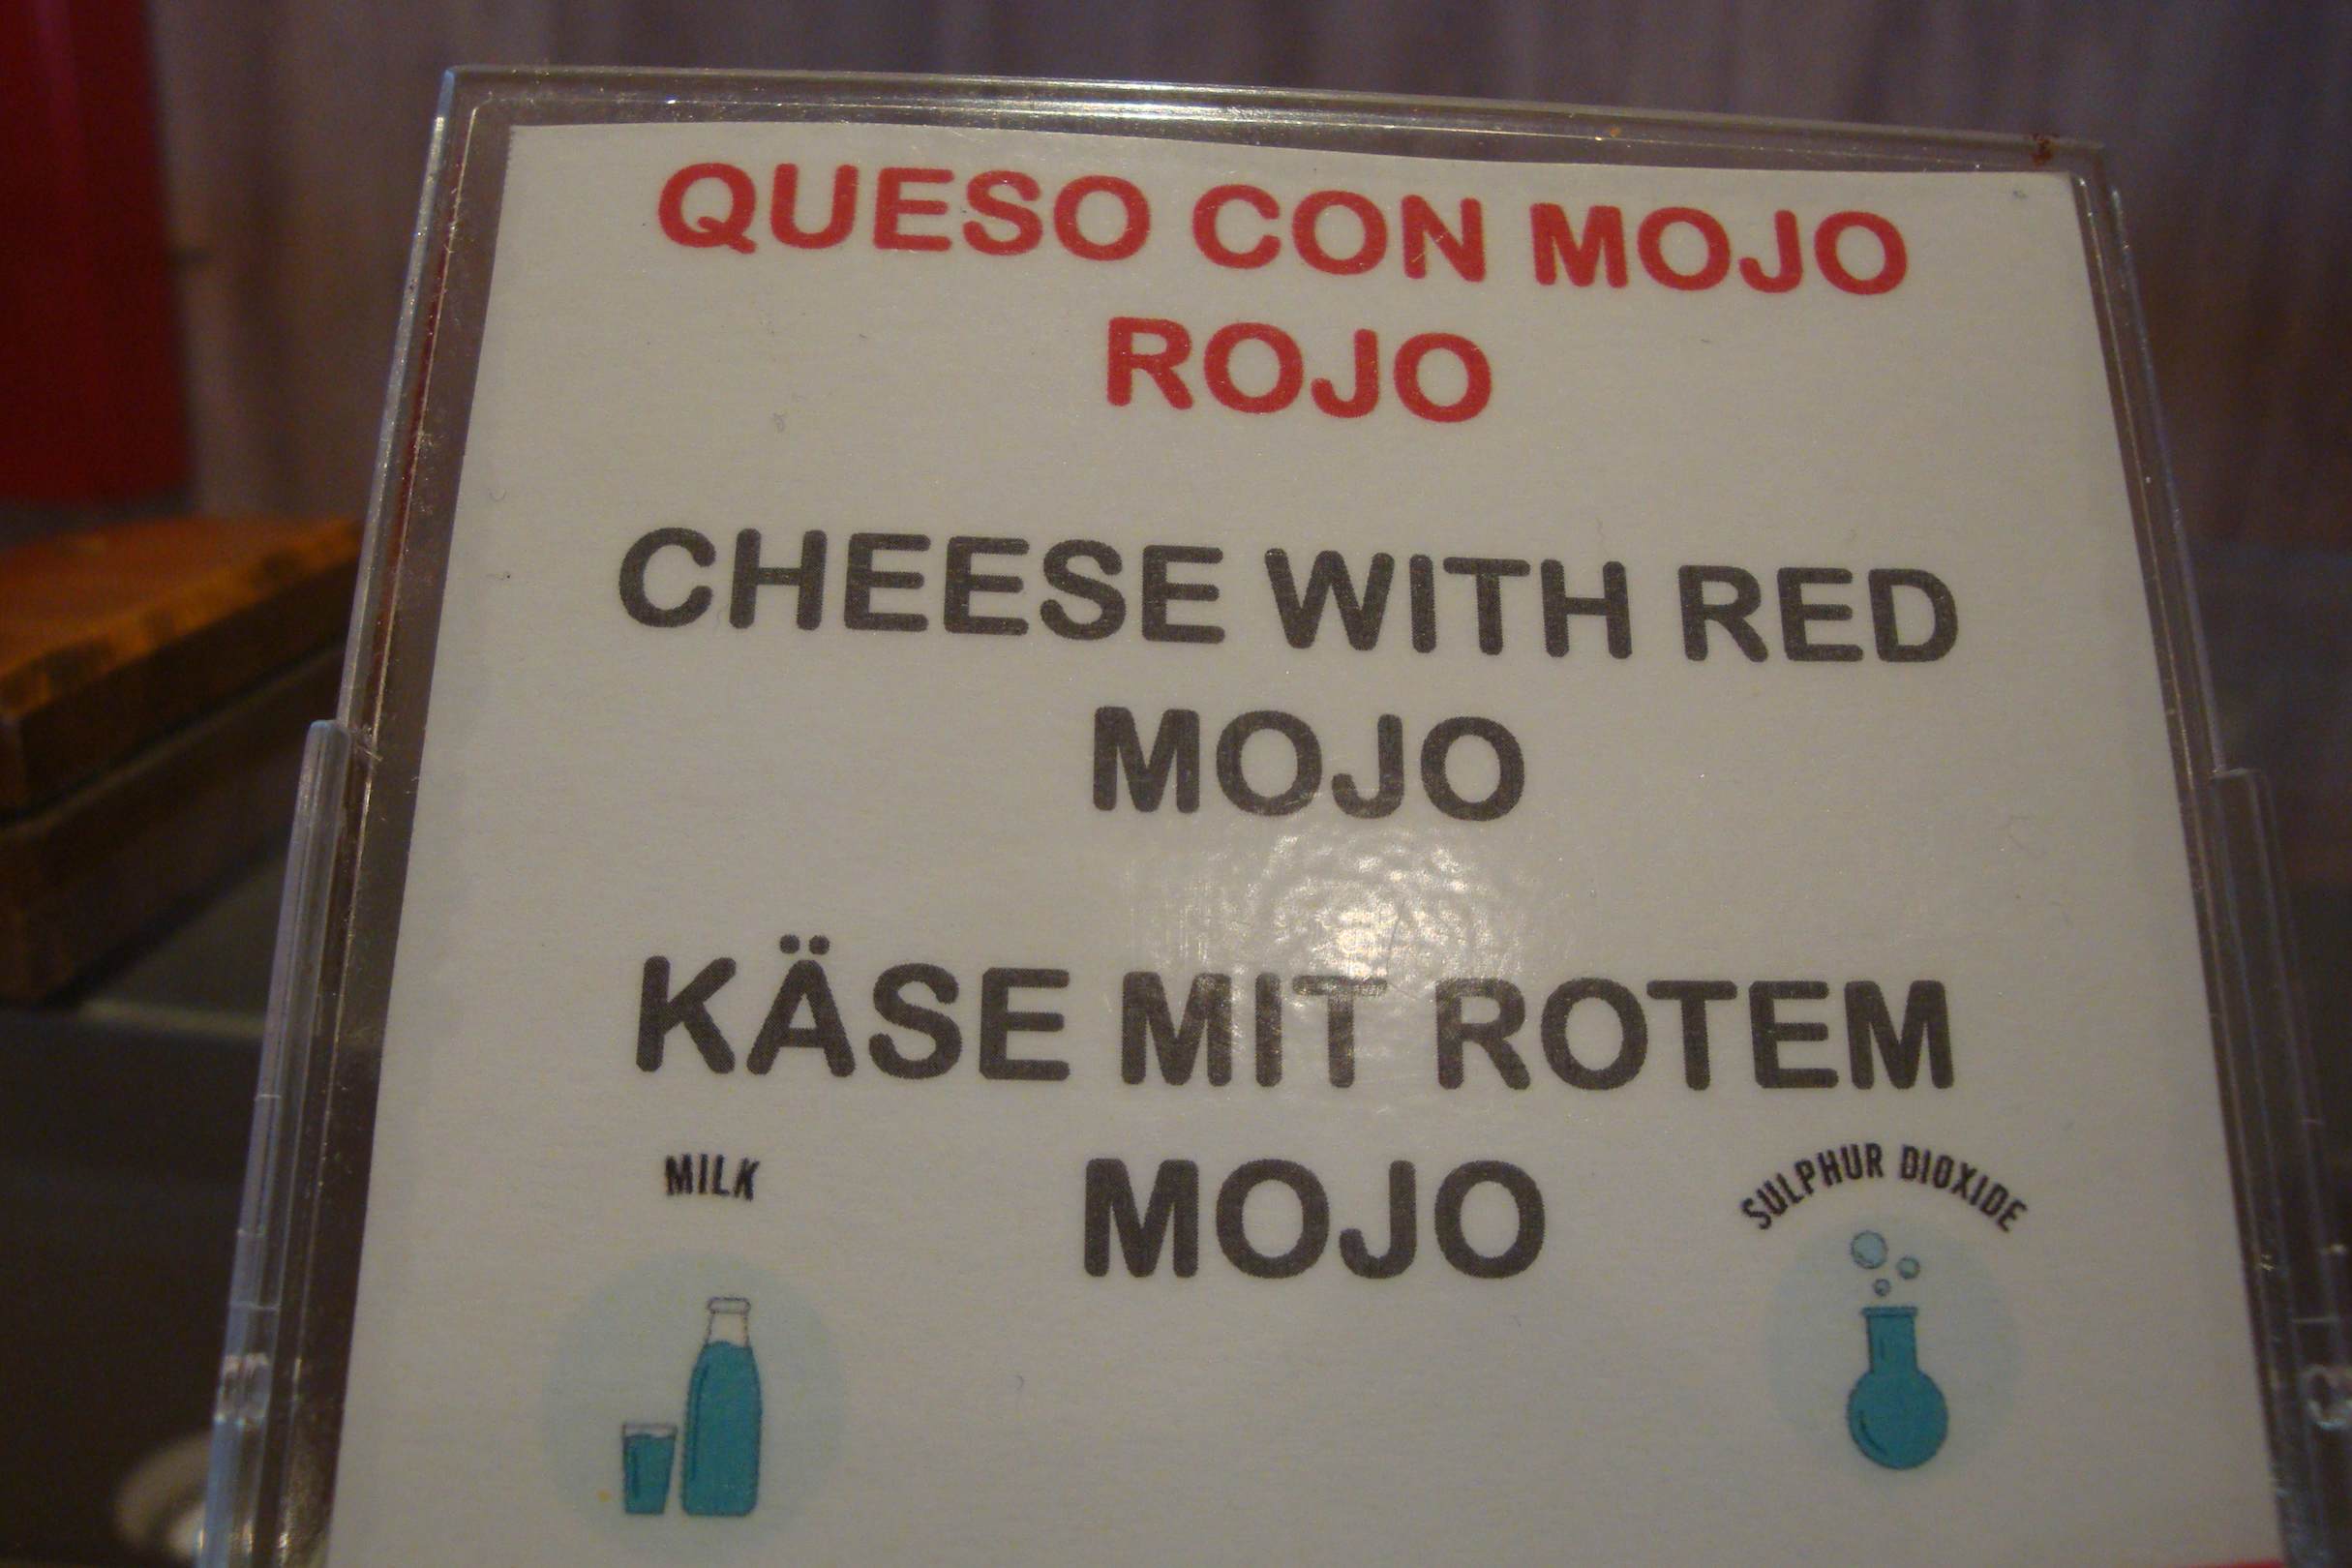 QUESO CON MOJO
ROJO
CHEESE WITH RED
MOJO
KÄSE MIT ROTEM
MOJO
MILK
SULPHUR DIOXIDE